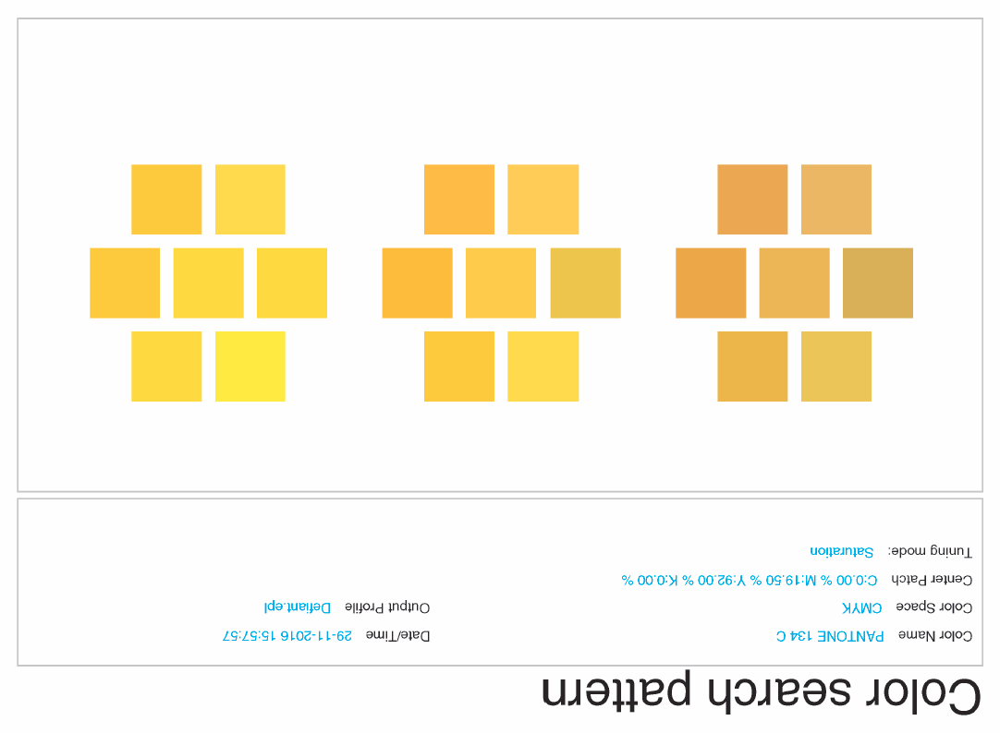 Color search pattern
Color Name PANTONE 134 C Date/Time 29-11-2016 15:57:57
Color Space CMYK Output Profile Defiant.epl
Center Patch C:0.00 % M:19.50 % Y:92.00 % K:0.00 %
Tuning mode: Saturation